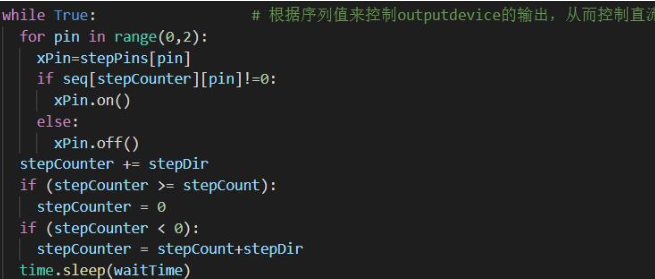 while True:                # 根据序列值来控制outputdevice的输出，从而控制直流
  for pin in range(0,2):
    xPin=stepPins[pin]
    if seq[stepCounter][pin]!=0:
      xPin.on()
    else:
      xPin.off()
  stepCounter += stepDir
  if (stepCounter >= stepCount):
    stepCounter = 0
  if (stepCounter < 0):
    stepCounter = stepCount+stepDir
  time.sleep(waitTime)